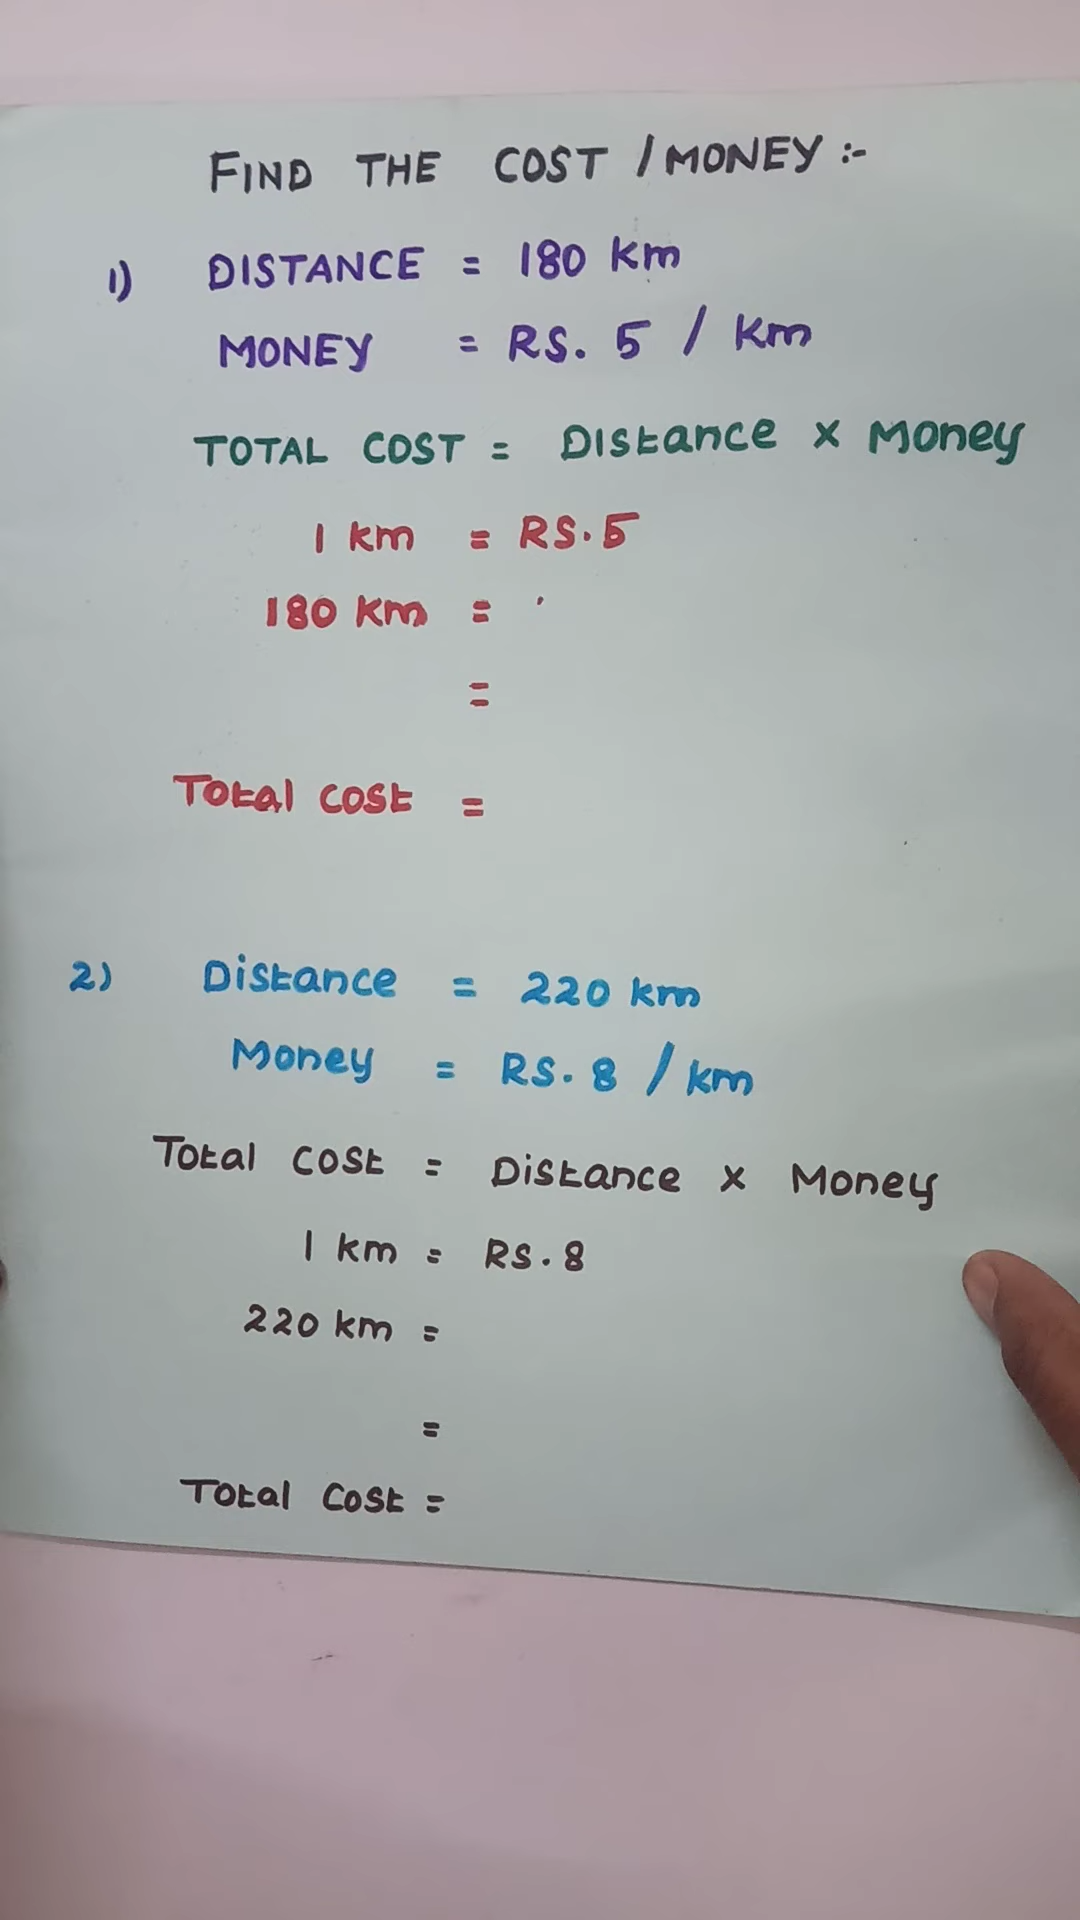 FIND THE COST / MONEY :-
1) DISTANCE = 180 km
MONEY = RS. 5 / km
TOTAL COST = Distance x Money
1 km = RS. 5
180 km =
=
Total cost =
2) Distance = 220 km
Money = RS. 8 / km
Total cost = Distance x Money
1 km = RS. 8
220 km =
=
Total Cost =